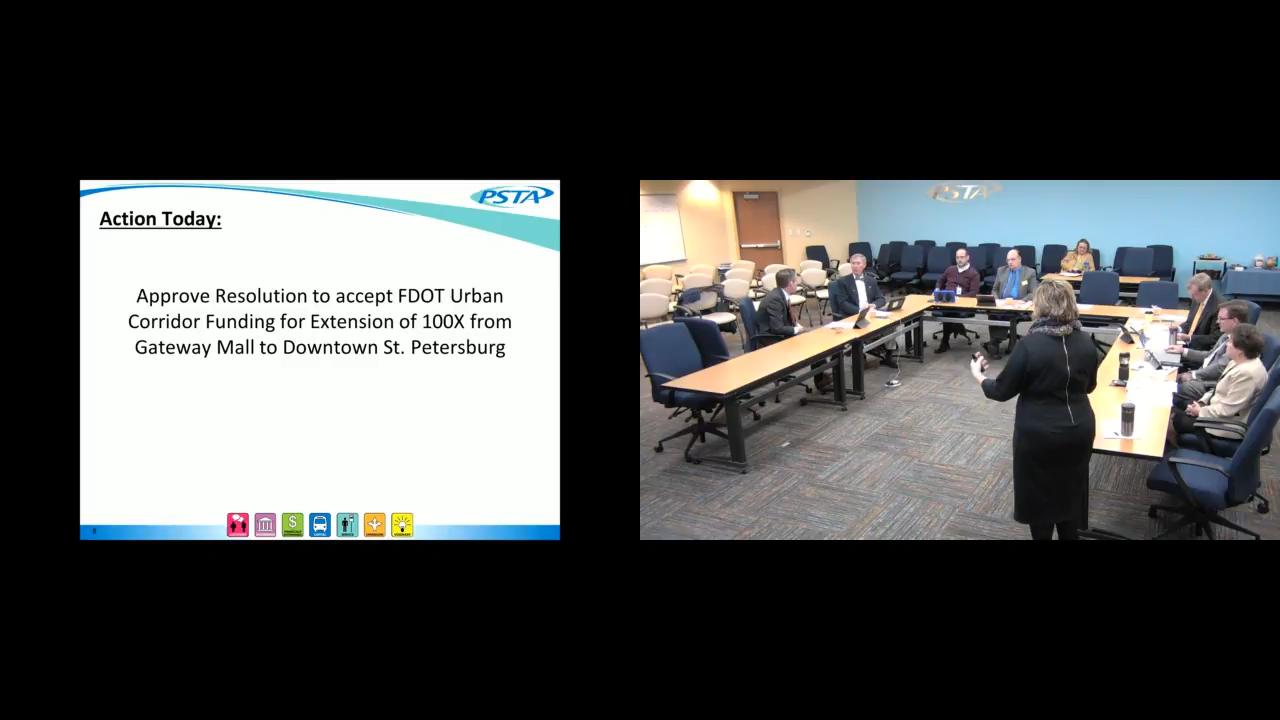 PSTA
Action Today:
Approve Resolution to accept FDOT Urban
Corridor Funding for Extension of 100X from
Gateway Mall to Downtown St. Petersburg
8
PSTA